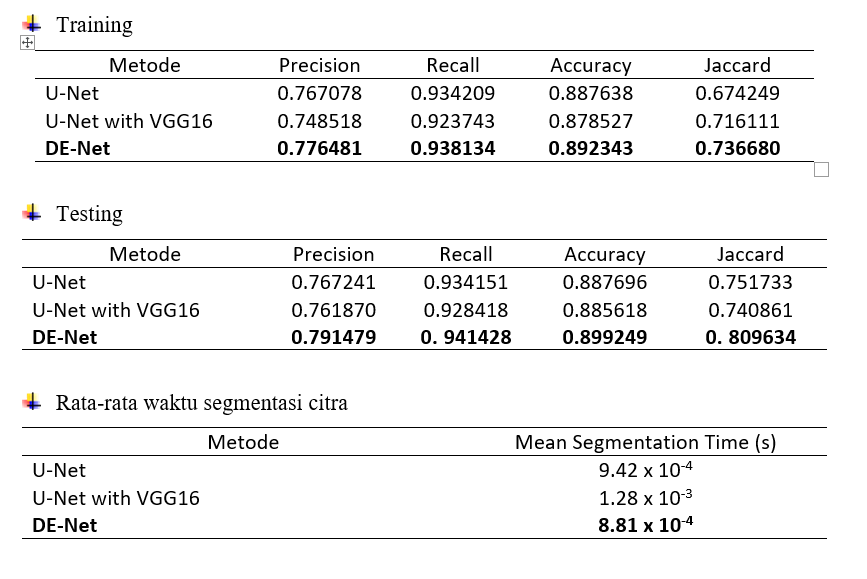 Training
Metode Precision Recall Accuracy Jaccard
U-Net 0.767078 0.934209 0.887638 0.674249
U-Net with VGG16 0.748518 0.923743 0.878527 0.716111
DE-Net 0.776481 0.938134 0.892343 0.736680
Testing
Metode Precision Recall Accuracy Jaccard
U-Net 0.767241 0.934151 0.887696 0.751733
U-Net with VGG16 0.761870 0.928418 0.885618 0.740861
DE-Net 0.791479 0. 941428 0.899249 0. 809634
Rata-rata waktu segmentasi citra
Metode Mean Segmentation Time (s)
U-Net 9.42 x 10⁻⁴
U-Net with VGG16 1.28 x 10⁻³
DE-Net 8.81 x 10⁻⁴